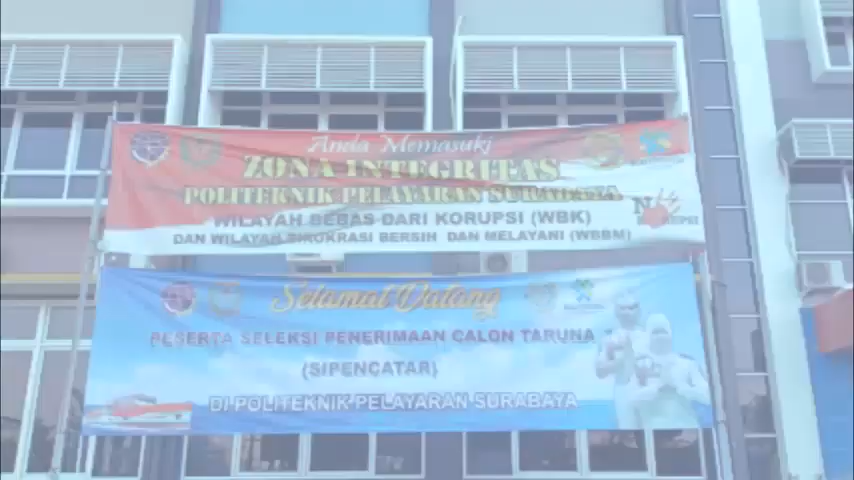 Anda Memasuki
ZONA INTEGRITAS
POLITEKNIK PELAYARAN SURABAYA
WILAYAH BEBAS DARI KORUPSI (WBK)
DAN WILAYAH BIROKRASI BERSIH DAN MELAYANI (WBBM)
Selamat Datang
PESERTA SELEKSI PENERIMAAN CALON TARUNA
(SIPENCATAR)
DI POLITEKNIK PELAYARAN SURABAYA